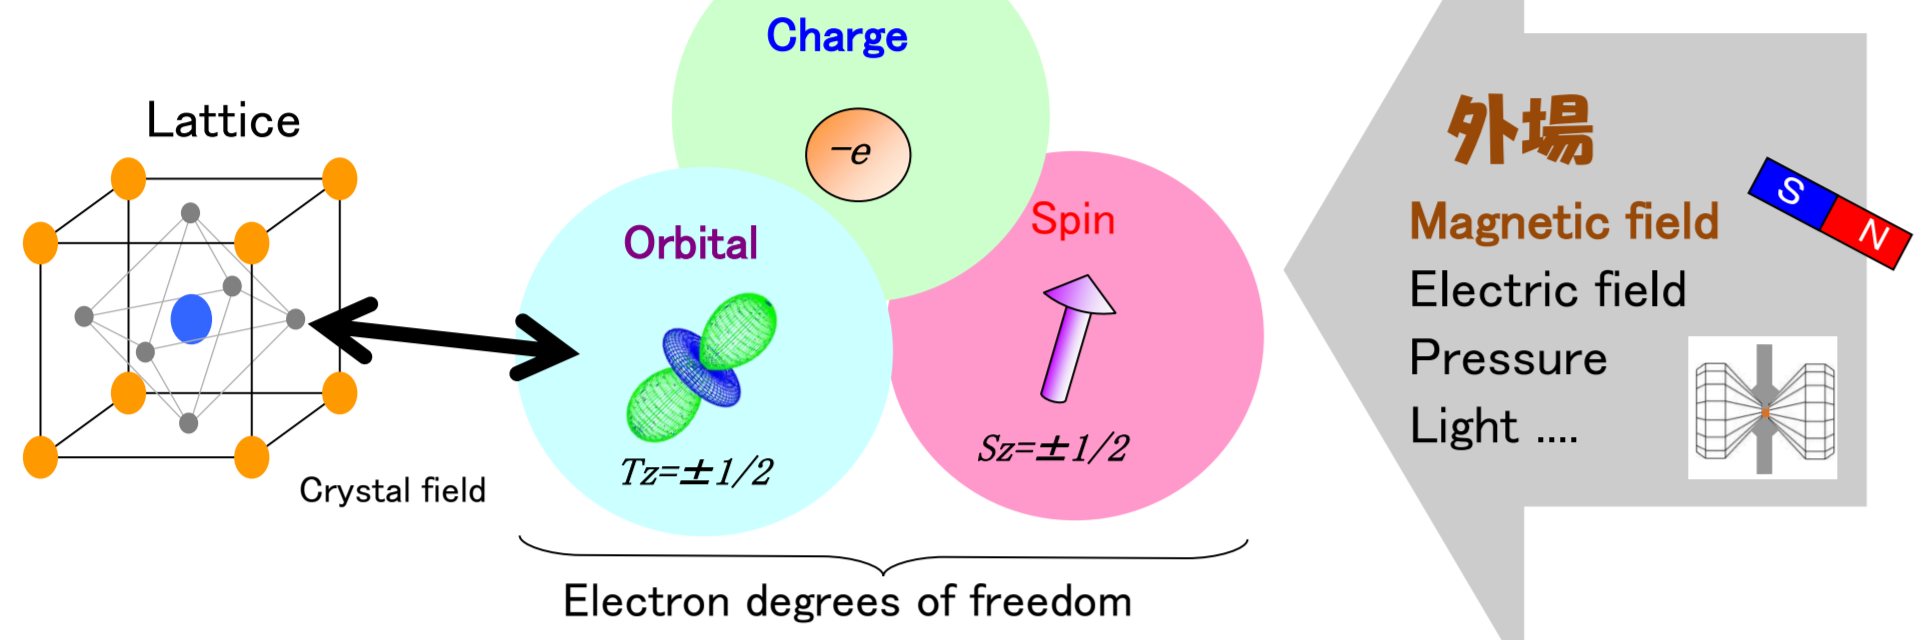 Lattice
Crystal field
Charge
−e
Orbital
Tz=±1/2
Spin
Sz=±1/2
Electron degrees of freedom
外場
Magnetic field
Electric field
Pressure
Light ....
S
N